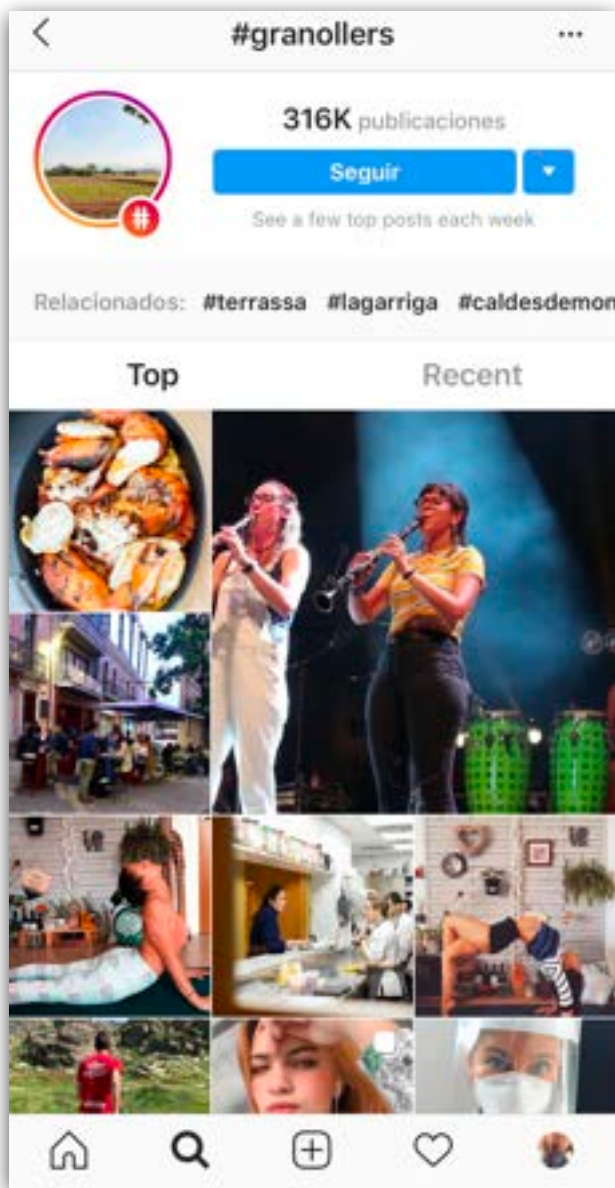 #granollers
316K publicaciones
Seguir
See a few top posts each week
Relacionados: #terrassa #lagarriga #caldesdemon
Top Recent